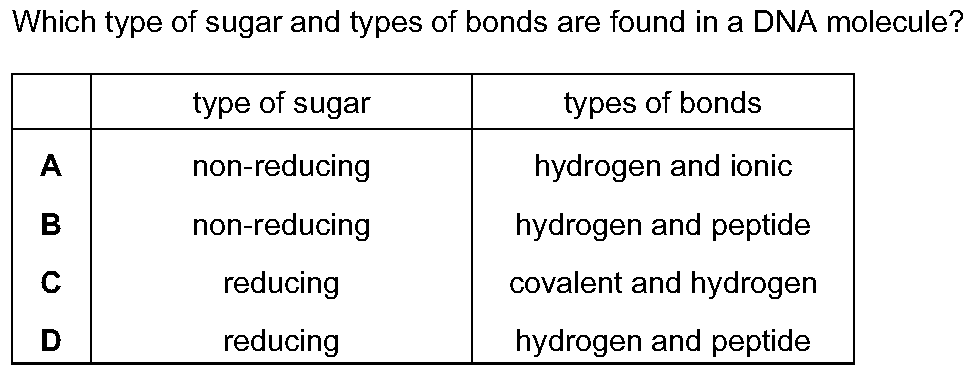 Which type of sugar and types of bonds are found in a DNA molecule?
type of sugar types of bonds
A non-reducing hydrogen and ionic
B non-reducing hydrogen and peptide
C reducing covalent and hydrogen
D reducing hydrogen and peptide